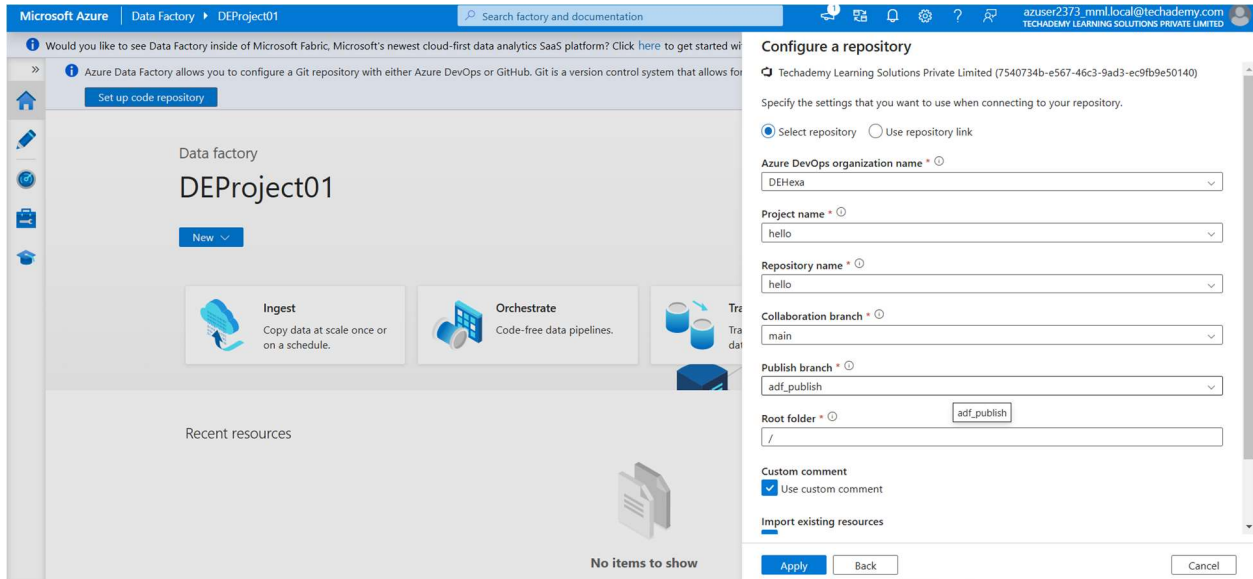 Microsoft Azure
Data Factory
DEProject01
Search factory and documentation
1
azuser2373_mml.local@techademy.com
TECHADEMY LEARNING SOLUTIONS PRIVATE LIMITED
Would you like to see Data Factory inside of Microsoft Fabric, Microsoft's newest cloud-first data analytics SaaS platform? Click here to get started
Azure Data Factory allows you to configure a Git repository with either Azure DevOps or GitHub. Git is a version control system that allows for
Set up code repository
Data factory
DEProject01
New
Ingest
Copy data at scale once or
on a schedule.
Orchestrate
Code-free data pipelines.
Recent resources
No items to show
Configure a repository
Techademy Learning Solutions Private Limited (7540734b-e567-46c3-9ad3-ec9fb9e50140)
Specify the settings that you want to use when connecting to your repository.
Select repository
Use repository link
Azure DevOps organization name *
DEHexa
Project name *
hello
Repository name *
hello
Collaboration branch *
main
Publish branch *
adf_publish
adf_publish
Root folder *
/
Custom comment
Use custom comment
Import existing resources
Apply
Back
Cancel